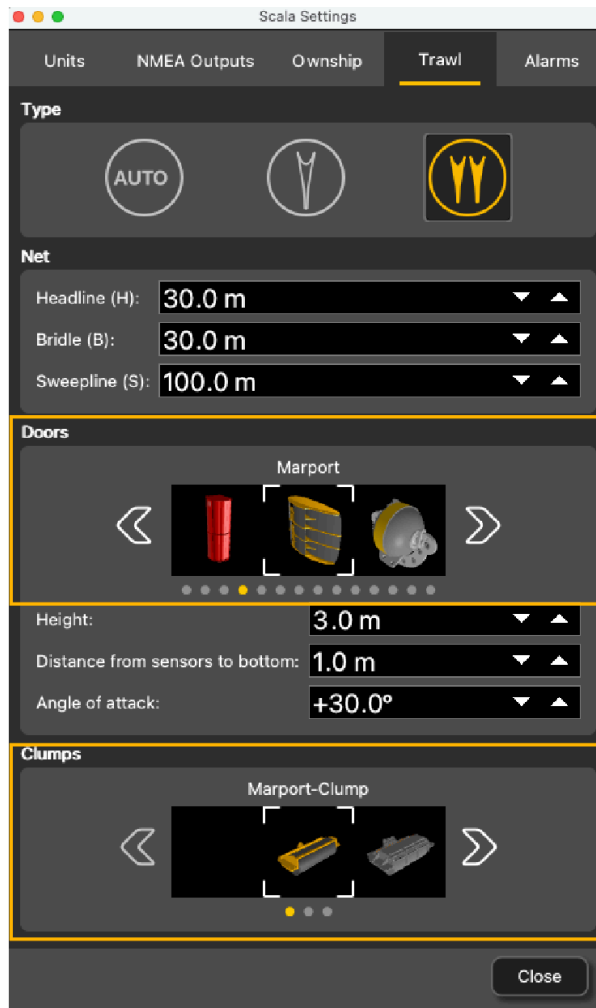 Scala Settings
Units NMEA Outputs Ownship Trawl Alarms
Type
AUTO
Net
Headline (H): 30.0 m
Bridle (B): 30.0 m
Sweepline (S): 100.0 m
Doors
Marport
Height: 3.0 m
Distance from sensors to bottom: 1.0 m
Angle of attack: +30.0°
Clumps
Marport-Clump
Close